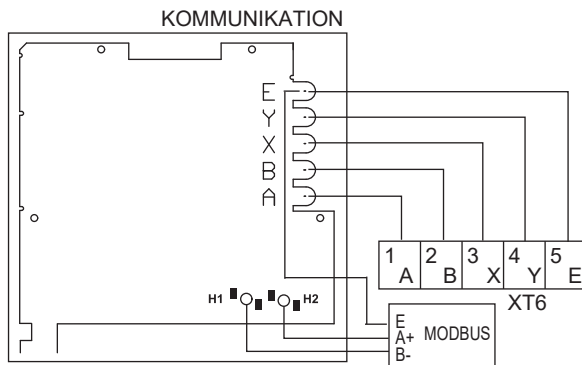 KOMMUNIKATION
E
Y
X
B
A
1 2 3 4 5
A B X Y E
XT6
H1 H2
E
A+ MODBUS
B-